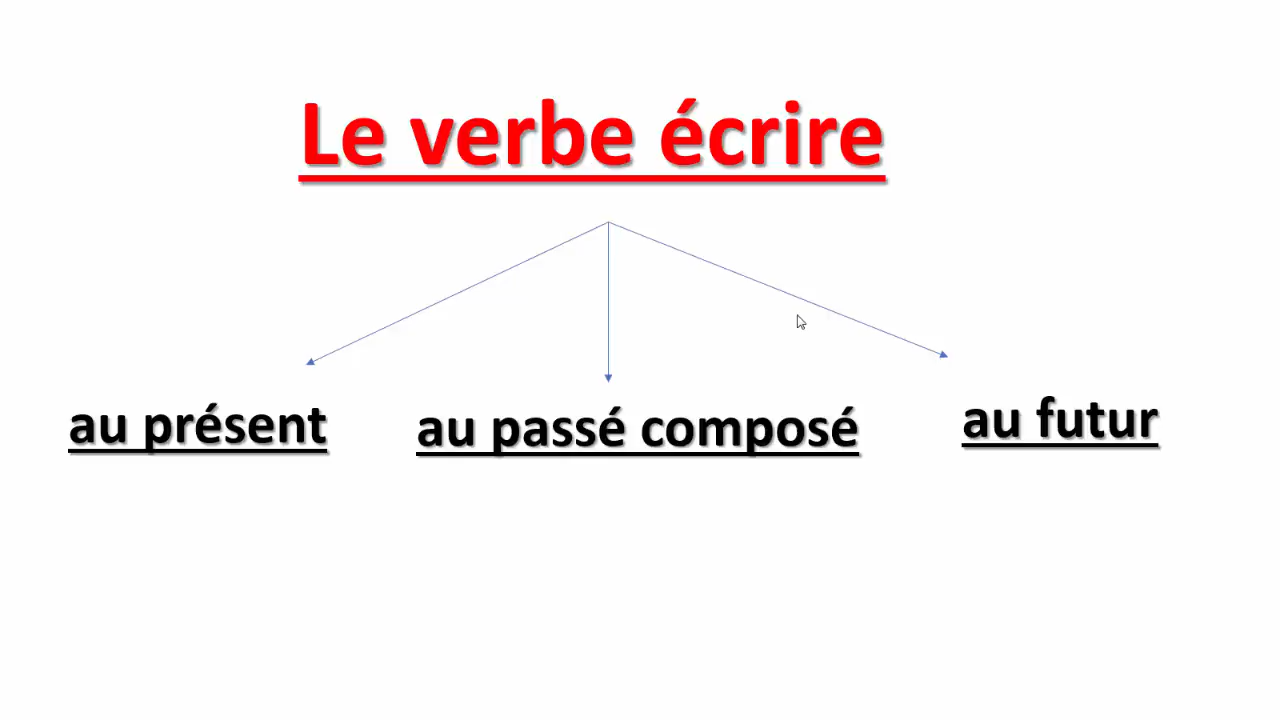 Le verbe écrire
au présent
au passé composé
au futur